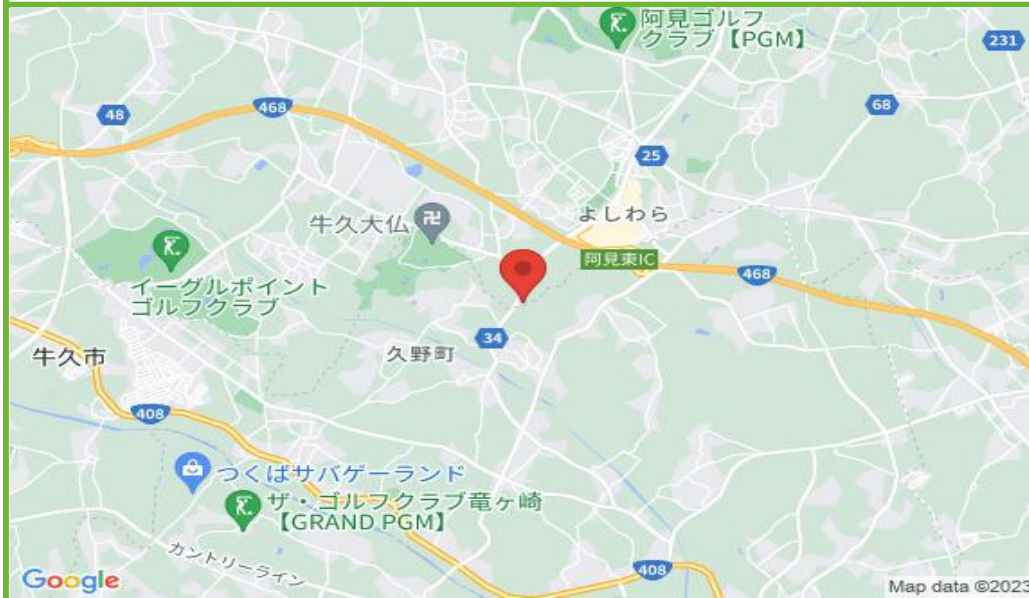 阿見ゴルフ
クラブ【PGM】
231
48
468
68
25
よしわら
牛久大仏
卍
阿見東IC
468
イーグルポイント
ゴルフクラブ
34
久野町
牛久市
408
つくばサバゲーランド
ザ・ゴルフクラブ竜ヶ崎
【GRAND PGM】
カントリーライン
408
Google
Map data ©2023